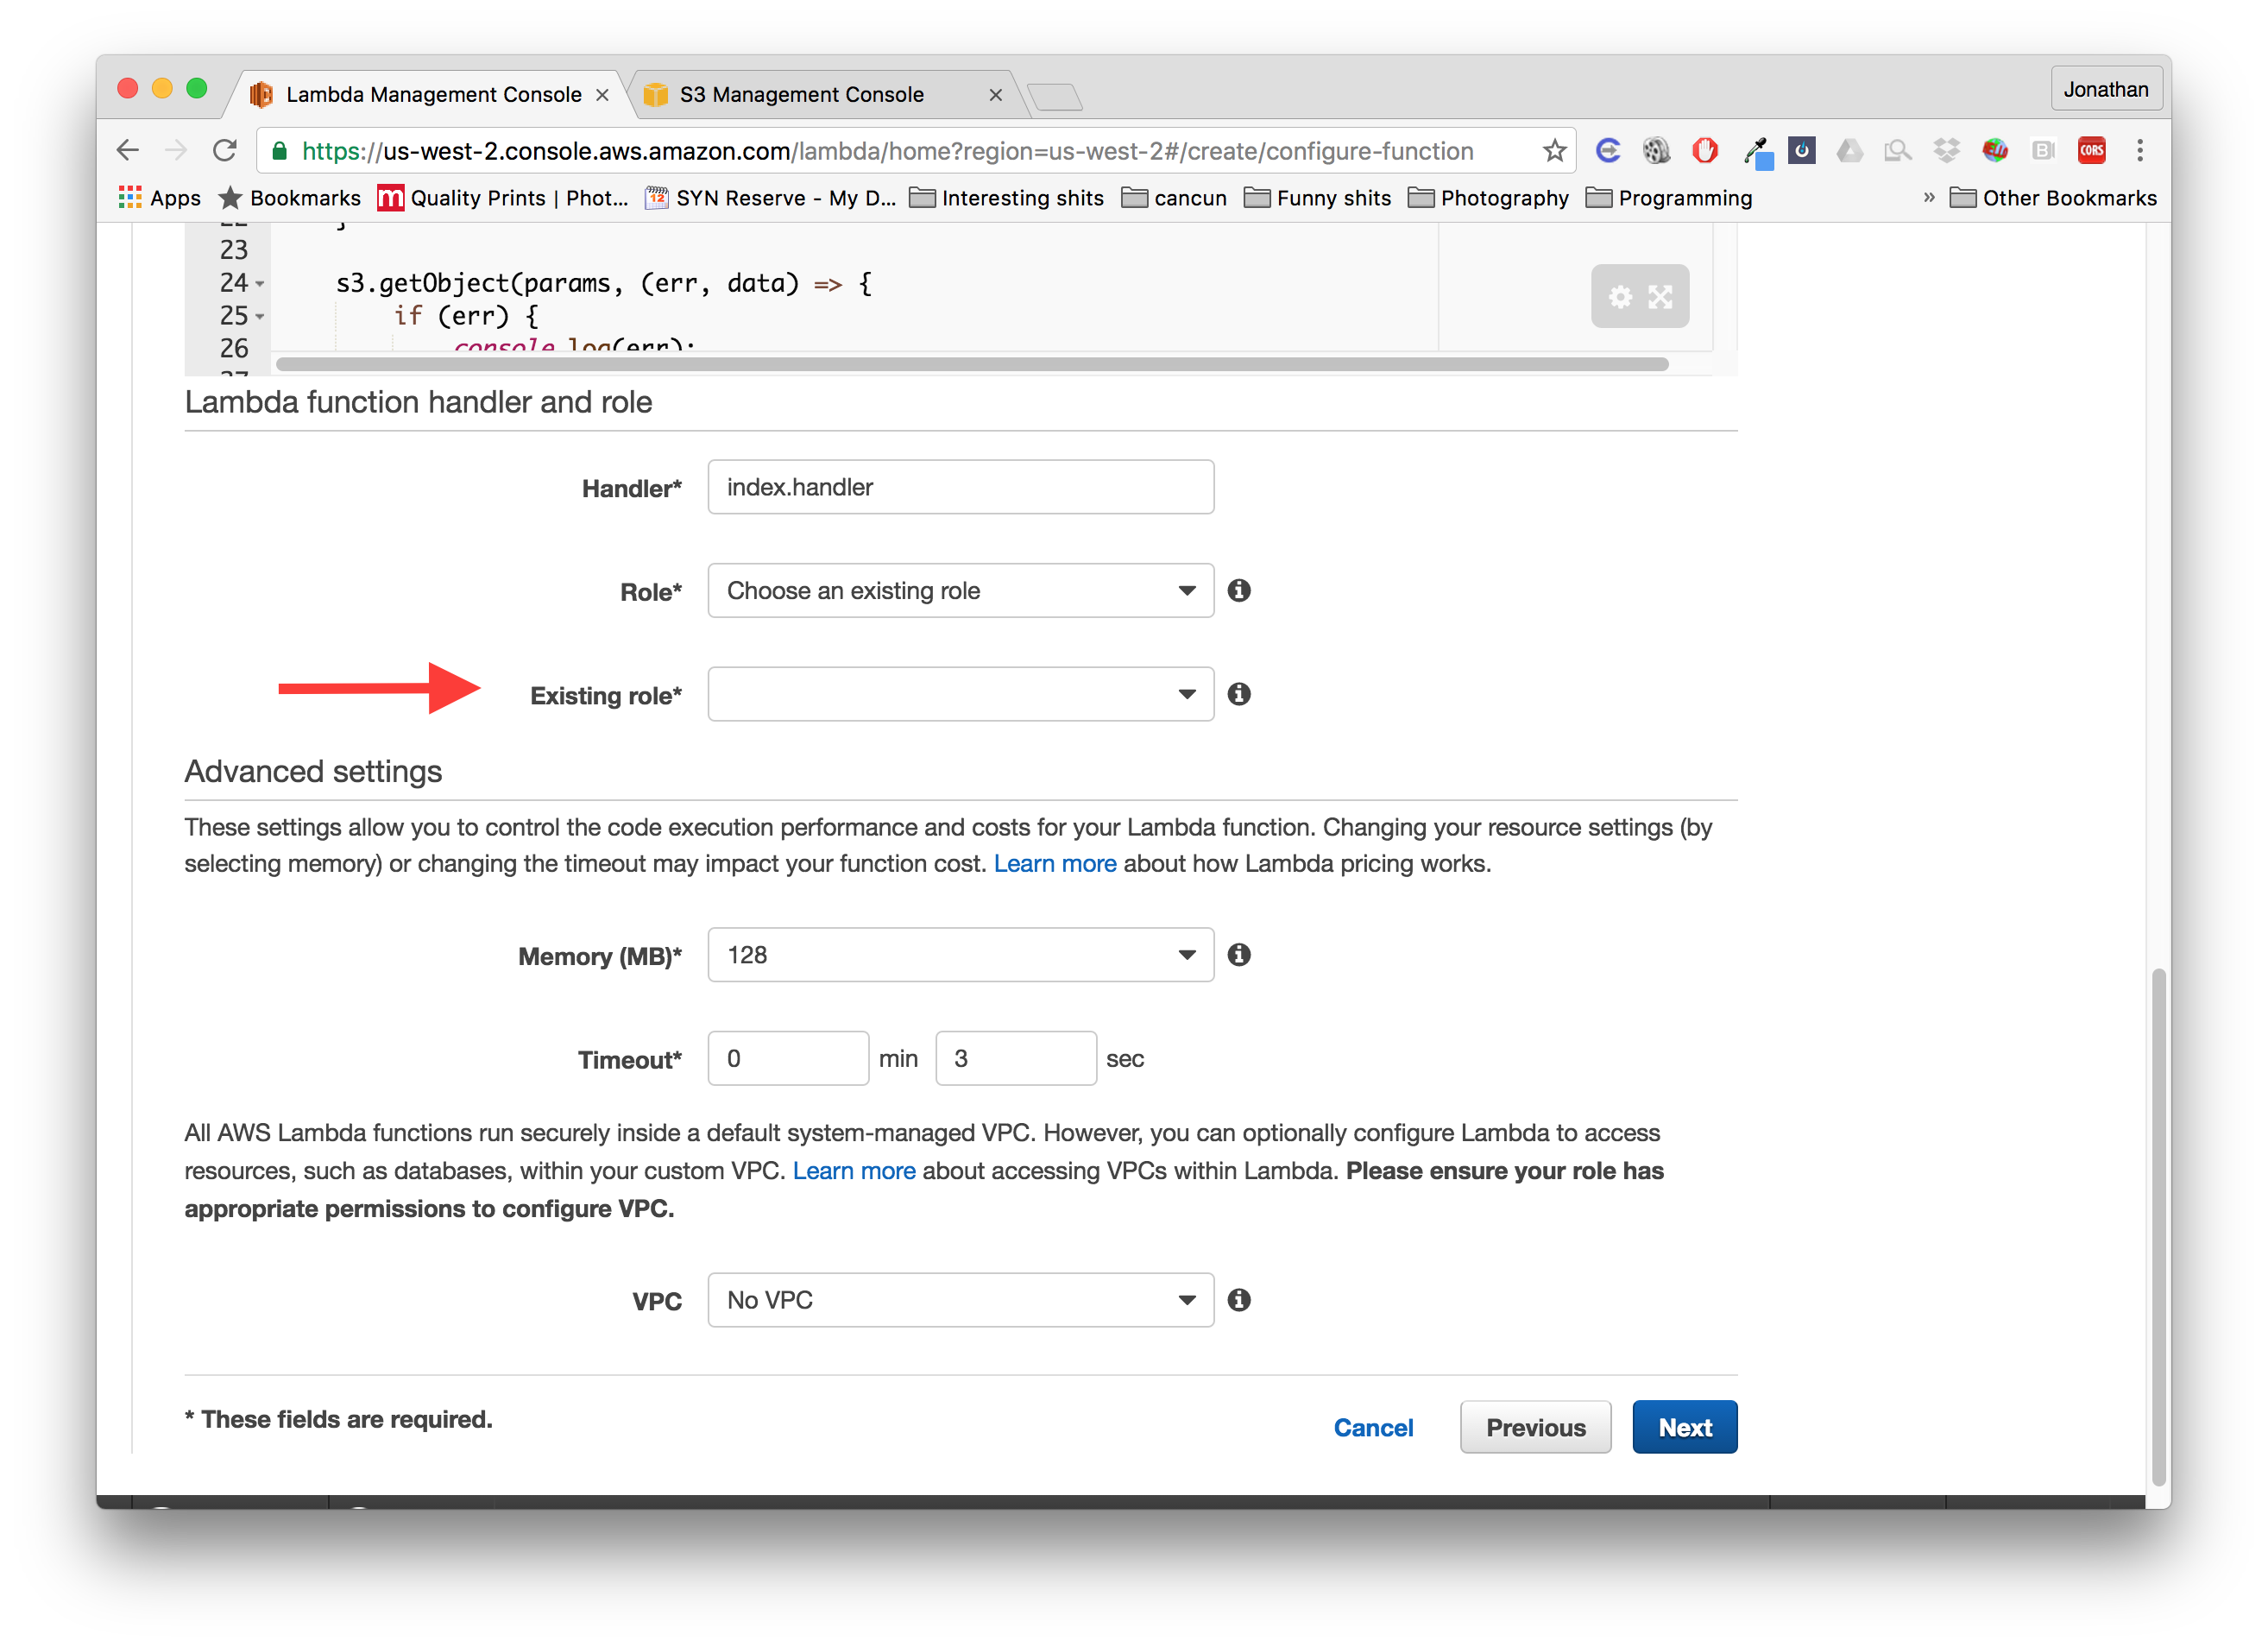 Lambda Management Console
S3 Management Console
Jonathan
https://us-west-2.console.aws.amazon.com/lambda/home?region=us-west-2#/create/configure-function
CORS
Apps
Bookmarks
Quality Prints | Phot...
12
SYN Reserve - My D...
Interesting shits
cancun
Funny shits
Photography
Programming
»
Other Bookmarks
22 }
23
24 s3.getObject(params, (err, data) => {
25 if (err) {
26 console.log(err);
27
Lambda function handler and role
Handler* index.handler
Role* Choose an existing role
Existing role*
Advanced settings
These settings allow you to control the code execution performance and costs for your Lambda function. Changing your resource settings (by
selecting memory) or changing the timeout may impact your function cost. Learn more about how Lambda pricing works.
Memory (MB)* 128
Timeout* 0 min 3 sec
All AWS Lambda functions run securely inside a default system-managed VPC. However, you can optionally configure Lambda to access
resources, such as databases, within your custom VPC. Learn more about accessing VPCs within Lambda. Please ensure your role has
appropriate permissions to configure VPC.
VPC No VPC
* These fields are required.
Cancel
Previous
Next